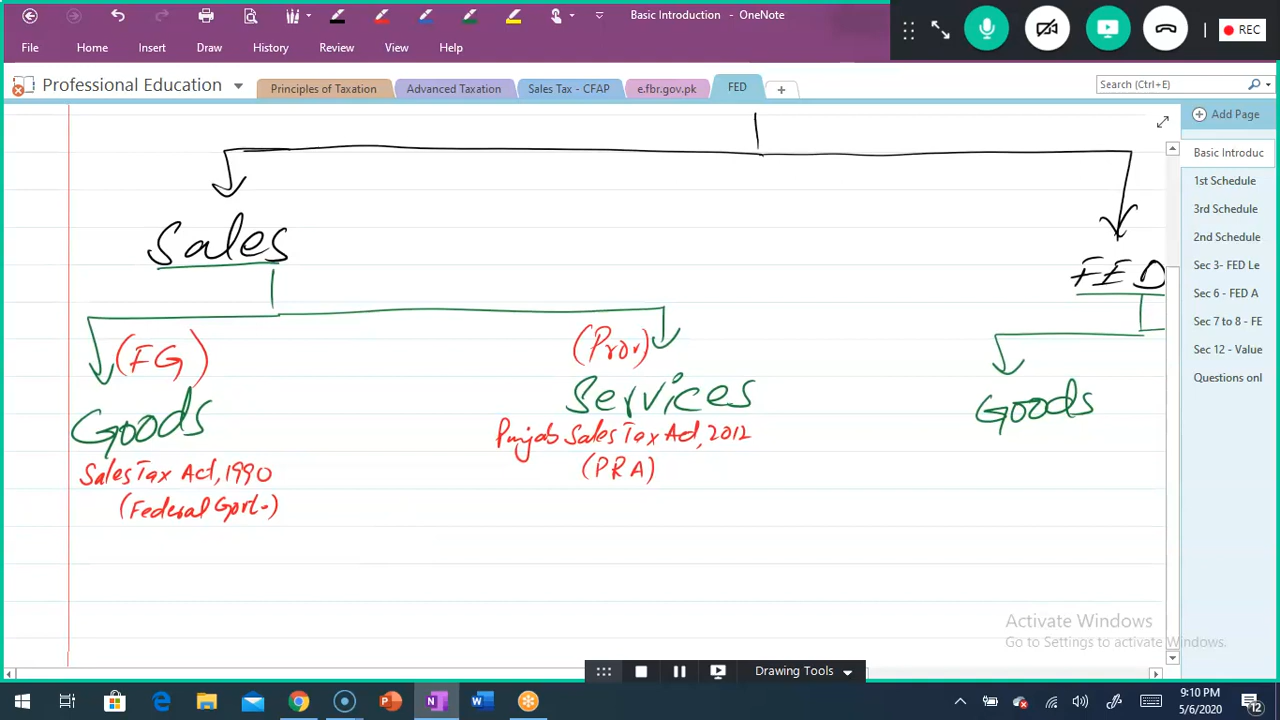 Basic Introduction - OneNote
REC
File Home Insert Draw History Review View Help
Professional Education
Principles of Taxation
Advanced Taxation
Sales Tax - CFAP
e.fbr.gov.pk
FED
Search (Ctrl+E)
Add Page
Basic Introduc
1st Schedule
3rd Schedule
2nd Schedule
Sec 3- FED Le
Sec 6 - FED A
Sec 7 to 8 - FE
Sec 12 - Value
Questions onl
Sales
FED
(FG)
(Prov)
Goods
Services
Goods
Sales Tax Act, 1990
(Federal Govt.)
Punjab Sales Tax Act, 2012
(PRA)
Activate Windows
Go to Settings to activate Windows.
Drawing Tools
9:10 PM
5/6/2020
12